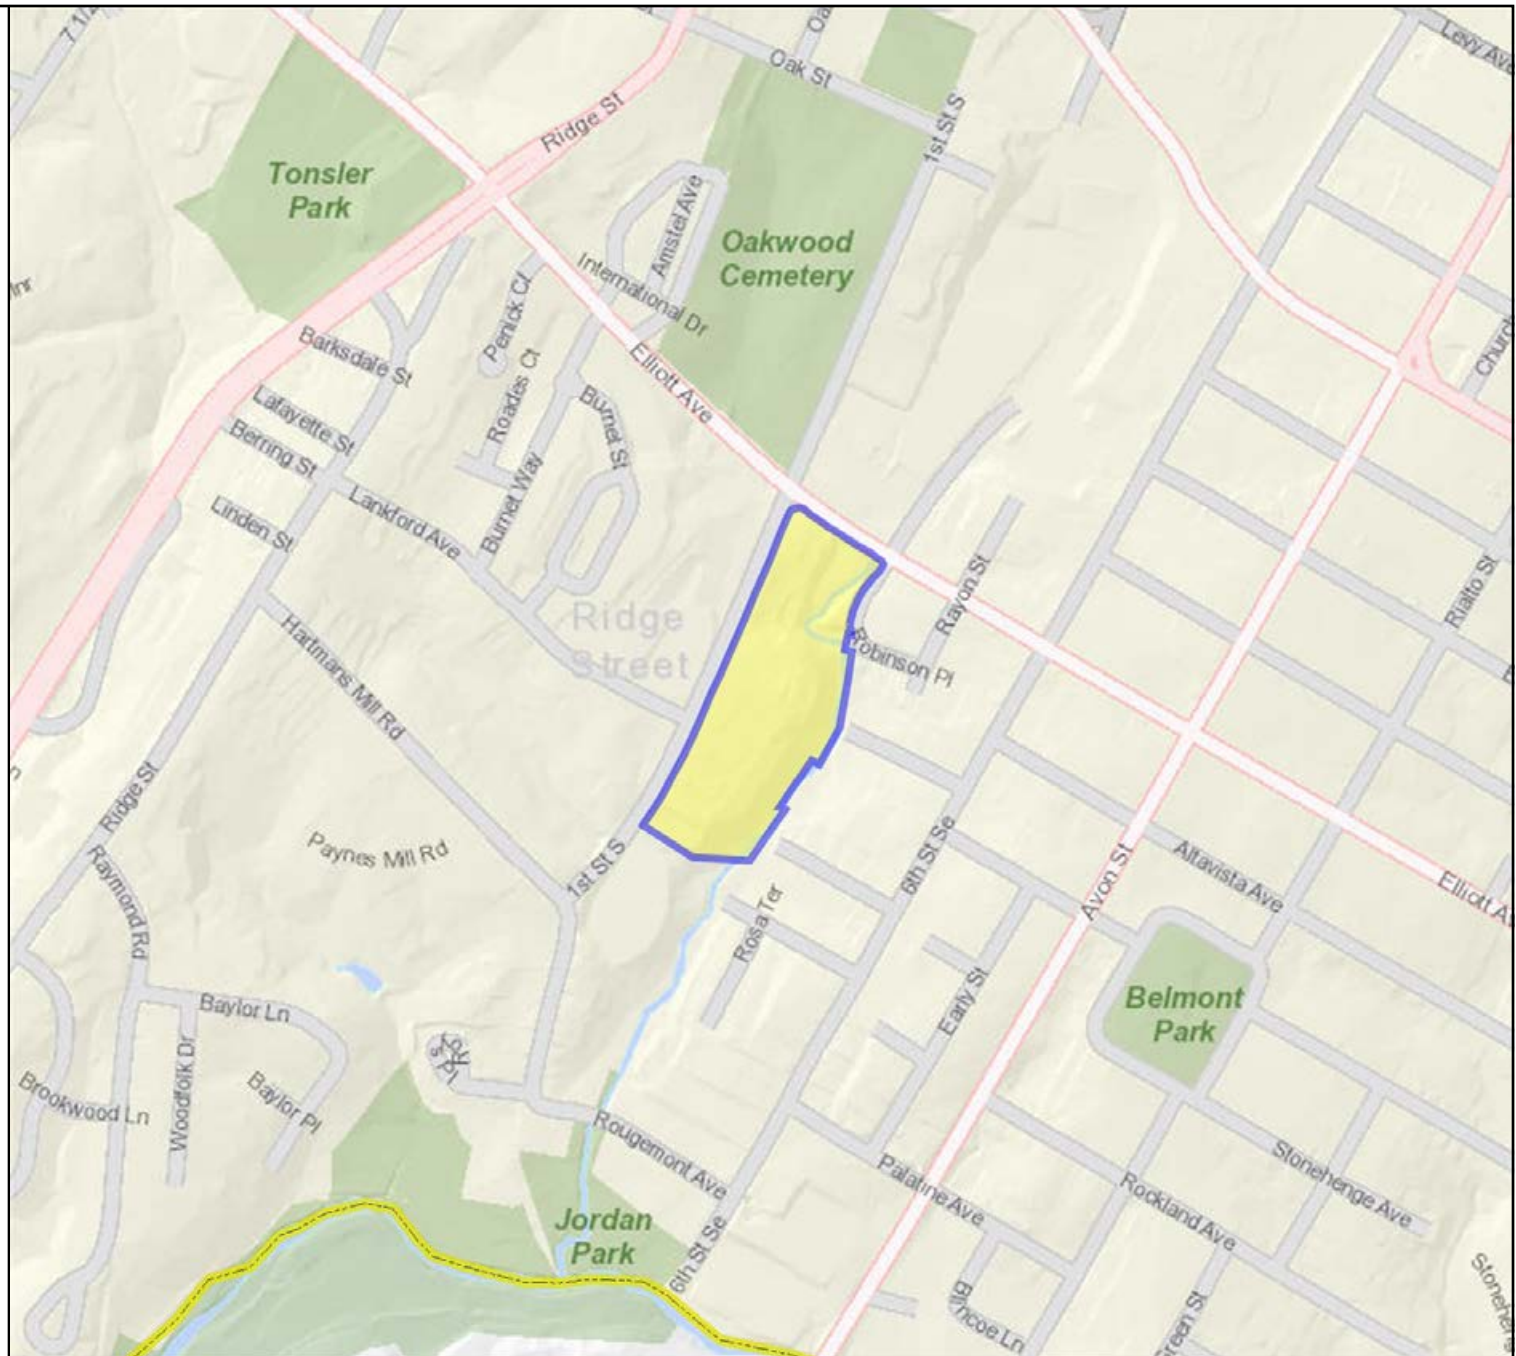 7 1/
Oak St
Levy Ave
Ridge St
1st St S
Tonsler
Park
Amstel Ave
Oakwood
Cemetery
International Dr
Penick Ct
Barksdale St
Elliott Ave
Roades Ct
Lafayette St
Burnet St
Berring St
Burnet Way
Lankford Ave
Linden St
Rayon St
Rialto St
Ridge
Street
Robinson Pl
Hartmans Mill Rd
Ridge St
Paynes Mill Rd
1st St S
6th St Se
Altavista Ave
Avon St
Raymond Rd
Elliott A
Rosa Ter
Early St
Belmont
Park
Baylor Ln
Woodfolk Dr
Baylor Pl
Brookwood Ln
Rougemont Ave
Palatine Ave
Stonehenge Ave
Rockland Ave
Jordan
Park
6th St Se